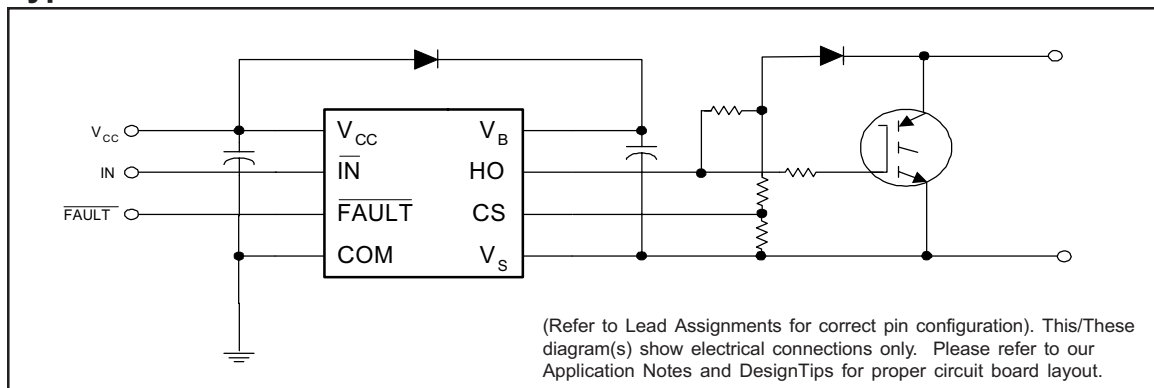 V_CC
IN
FAULT
V_CC
IN
FAULT
COM
V_B
HO
CS
V_S
(Refer to Lead Assignments for correct pin configuration). This/These
diagram(s) show electrical connections only. Please refer to our
Application Notes and DesignTips for proper circuit board layout.